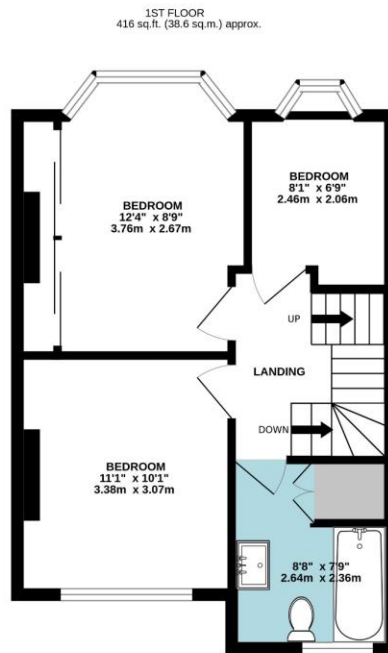 1ST FLOOR
416 sq.ft. (38.6 sq.m.) approx.
BEDROOM
12'4" x 8'9"
3.76m x 2.67m
BEDROOM
8'1" x 6'9"
2.46m x 2.06m
UP
LANDING
DOWN
BEDROOM
11'1" x 10'1"
3.38m x 3.07m
8'8" x 7'9"
2.64m x 2.36m